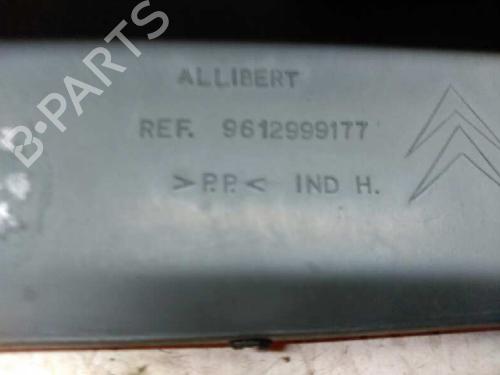 B-PARTS
ALLIBERT
REF. 9612999177
>P.P.< IND H.